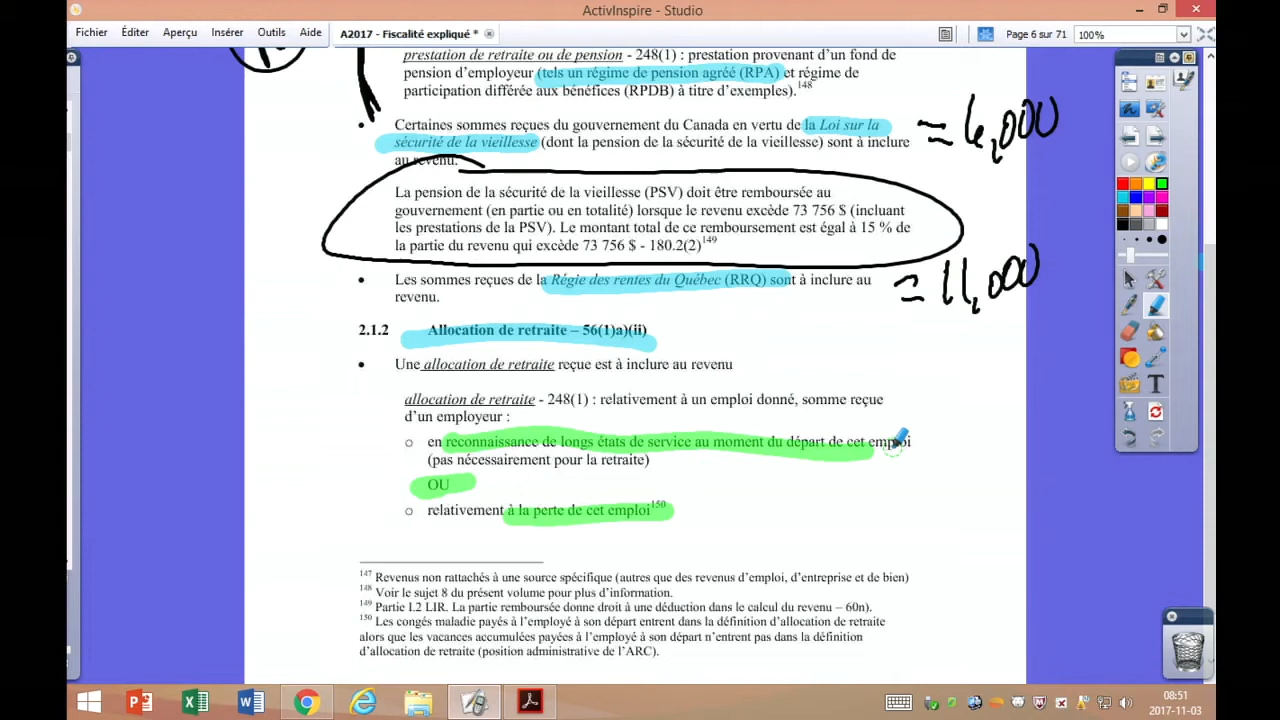 ActivInspire - Studio
Fichier Éditer Aperçu Insérer Outils Aide
A2017 - Fiscalité expliqué *
Page 6 sur 71
100%
prestation de retraite ou de pension - 248(1) : prestation provenant d’un fond de
pension d’employeur (tels un régime de pension agréé (RPA) et régime de
participation différée aux bénéfices (RPDB) à titre d’exemples).148
• Certaines sommes reçues du gouvernement du Canada en vertu de la Loi sur la
sécurité de la vieillesse (dont la pension de la sécurité de la vieillesse) sont à inclure
au revenu.
≈ 6,000
La pension de la sécurité de la vieillesse (PSV) doit être remboursée au
gouvernement (en partie ou en totalité) lorsque le revenu excède 73 756 $ (incluant
les prestations de la PSV). Le montant total de ce remboursement est égal à 15 % de
la partie du revenu qui excède 73 756 $ - 180.2(2)149
• Les sommes reçues de la Régie des rentes du Québec (RRQ) sont à inclure au
revenu.
≈ 11,000
2.1.2 Allocation de retraite – 56(1)a)(ii)
• Une allocation de retraite reçue est à inclure au revenu
allocation de retraite - 248(1) : relativement à un emploi donné, somme reçue
d’un employeur :
○ en reconnaissance de longs états de service au moment du départ de cet emploi
(pas nécessairement pour la retraite)
OU
○ relativement à la perte de cet emploi150
147 Revenus non rattachés à une source spécifique (autres que des revenus d’emploi, d’entreprise et de bien)
148 Voir le sujet 8 du présent volume pour plus d’information.
149 Partie I.2 LIR. La partie remboursée donne droit à une déduction dans le calcul du revenu – 60n).
150 Les congés maladie payés à l’employé à son départ entrent dans la définition d’allocation de retraite
alors que les vacances accumulées payées à l’employé à son départ n’entrent pas dans la définition
d’allocation de retraite (position administrative de l’ARC).
08:51
2017-11-03